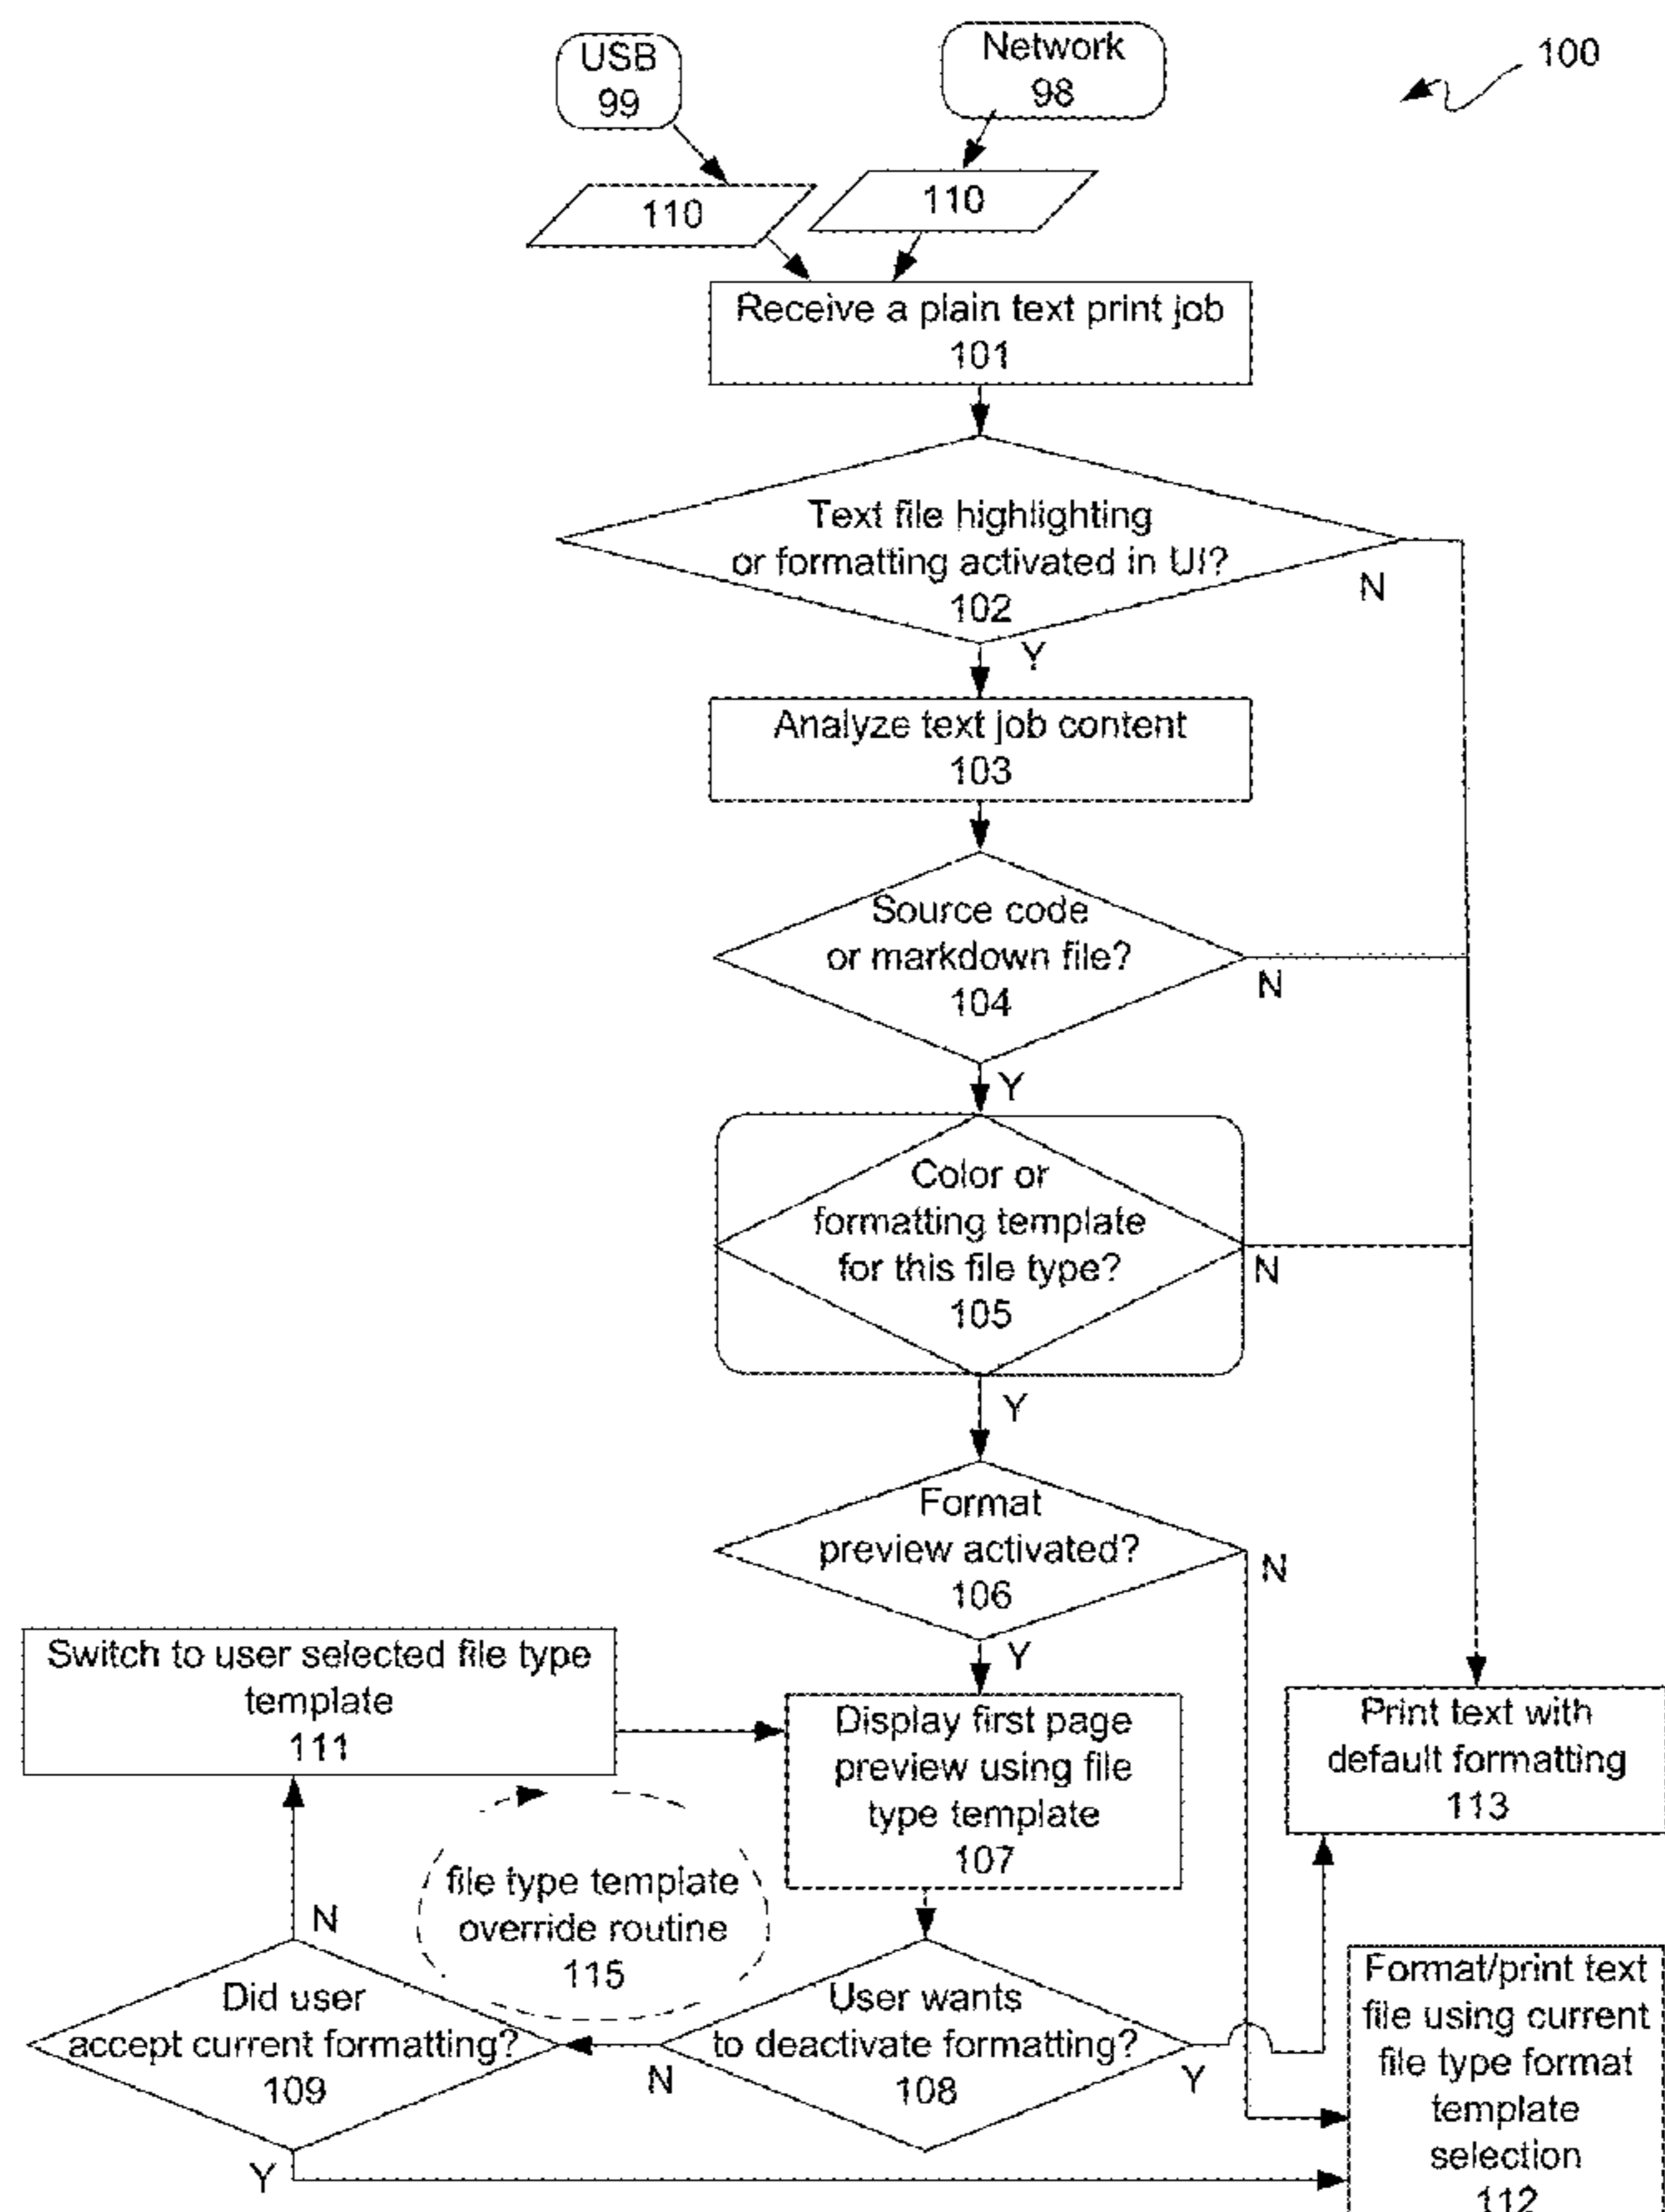 USB
99
Network
98
100
110
110
Receive a plain text print job
101
Text file highlighting
or formatting activated in UI?
102
N
Y
Analyze text job content
103
Source code
or markdown file?
104
N
Y
Color or
formatting template
for this file type?
105
N
Y
Format
preview activated?
106
N
Y
Switch to user selected file type
template
111
Display first page
preview using file
type template
107
Print text with
default formatting
113
file type template
override routine
115
N
Did user
accept current formatting?
109
N
User wants
to deactivate formatting?
108
Y
Format/print text
file using current
file type format
template
selection
112
Y